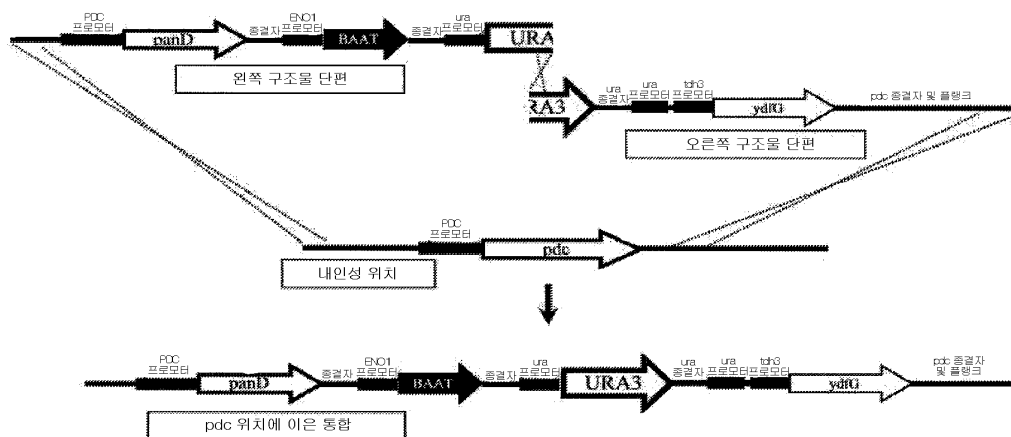 PDC
프로모터
panD
종결자
ENO1
프로모터
BAAT
종결자
ura
프로모터
URA
왼쪽 구조물 단편
RA3
ura
종결자
ura
프로모터
tdh3
프로모터
ydfG
pdc 종결자 및 플랭크
오른쪽 구조물 단편
PDC
프로모터
pdc
내인성 위치
PDC
프로모터
panD
종결자
ENO1
프로모터
BAAT
종결자
ura
프로모터
URA3
ura
종결자
ura
프로모터
tdh3
프로모터
ydfG
pdc 종결자
및 플랭크
pdc 위치에 이은 통합